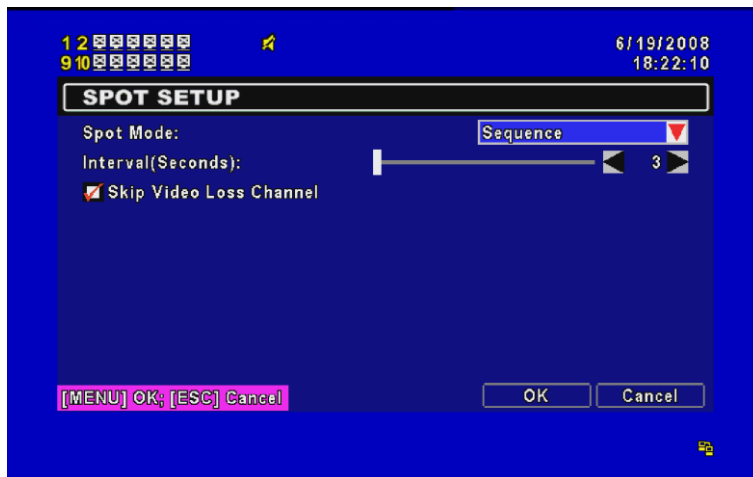 1 2
6/19/2008
9 10
18:22:10
SPOT SETUP
Spot Mode: Sequence
Interval(Seconds): 3
Skip Video Loss Channel
[MENU] OK; [ESC] Cancel OK Cancel